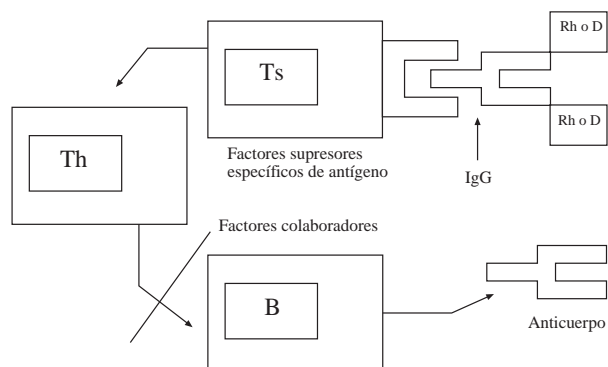 Rh o D
Ts
Rh o D
Th
Factores supresores
específicos de antígeno
IgG
Factores colaboradores
B
Anticuerpo